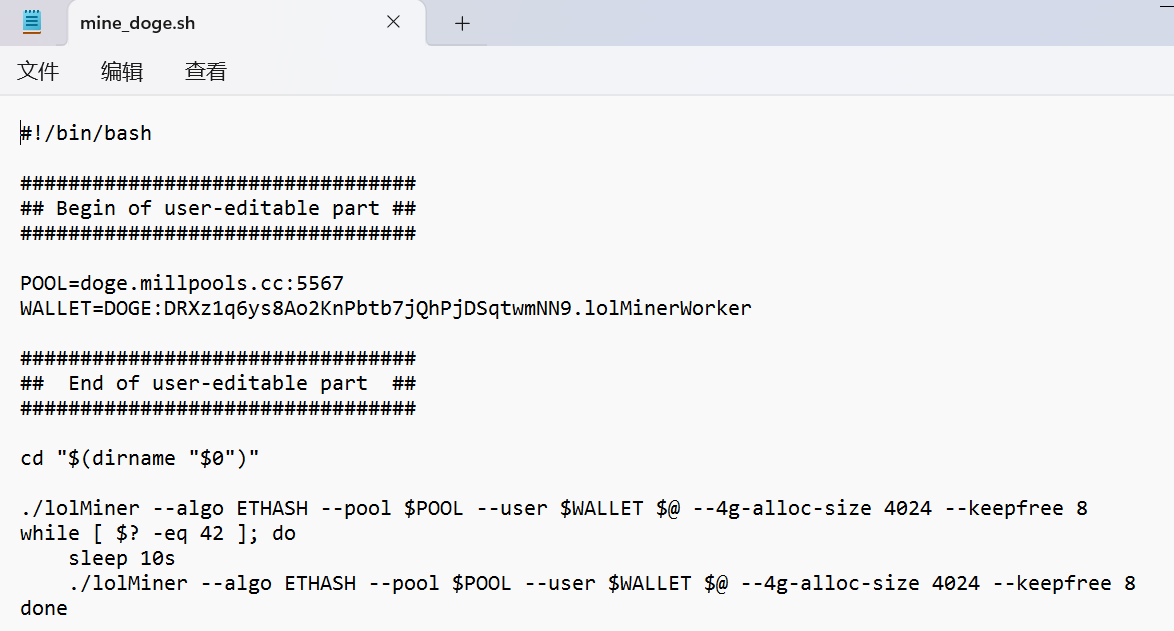 mine_doge.sh
文件 编辑 查看
#!/bin/bash
#################################
## Begin of user-editable part ##
#################################
POOL=doge.millpools.cc:5567
WALLET=DOGE:DRXz1q6ys8Ao2KnPbtb7jQhPjDSqtwmNN9.lolMinerWorker
#################################
##  End of user-editable part  ##
#################################
cd "$(dirname "$0")"
./lolMiner --algo ETHASH --pool $POOL --user $WALLET $@ --4g-alloc-size 4024 --keepfree 8
while [ $? -eq 42 ]; do
    sleep 10s
    ./lolMiner --algo ETHASH --pool $POOL --user $WALLET $@ --4g-alloc-size 4024 --keepfree 8
done